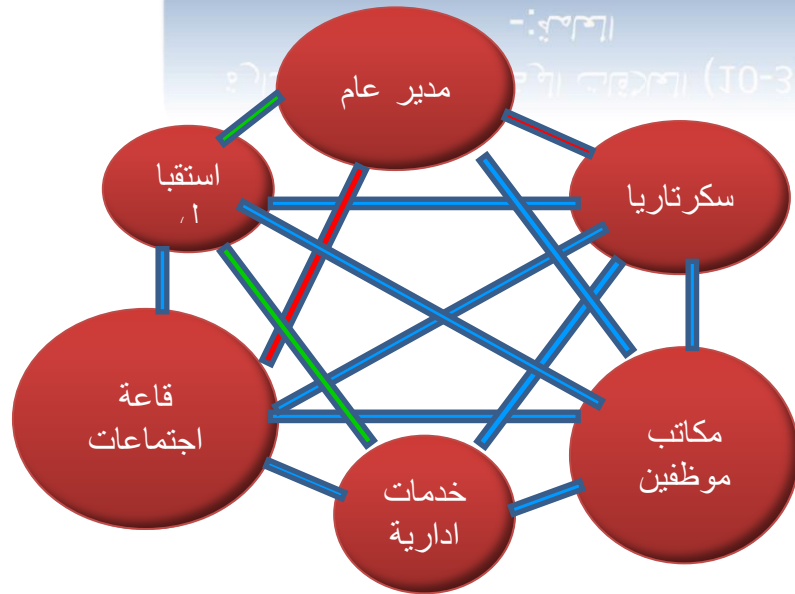 مدير عام
استقبا
ل
سكرتاريا
قاعة
اجتماعات
مكاتب
موظفين
خدمات
ادارية